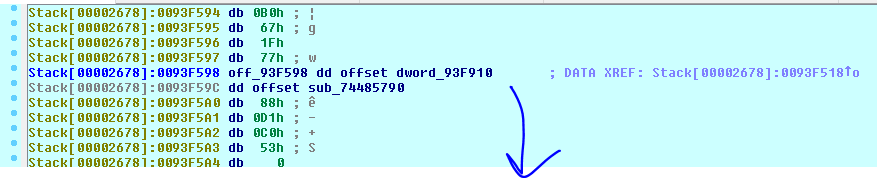 Stack[00002678]:0093F594 db 0B0h ; ¦
Stack[00002678]:0093F595 db 67h ; g
Stack[00002678]:0093F596 db 1Fh
Stack[00002678]:0093F597 db 77h ; w
Stack[00002678]:0093F598 off_93F598 dd offset dword_93F910 ; DATA XREF: Stack[00002678]:0093F518↑o
Stack[00002678]:0093F59C dd offset sub_74485790
Stack[00002678]:0093F5A0 db 88h ; ê
Stack[00002678]:0093F5A1 db 0D1h ; -
Stack[00002678]:0093F5A2 db 0C0h ; +
Stack[00002678]:0093F5A3 db 53h ; S
Stack[00002678]:0093F5A4 db 0